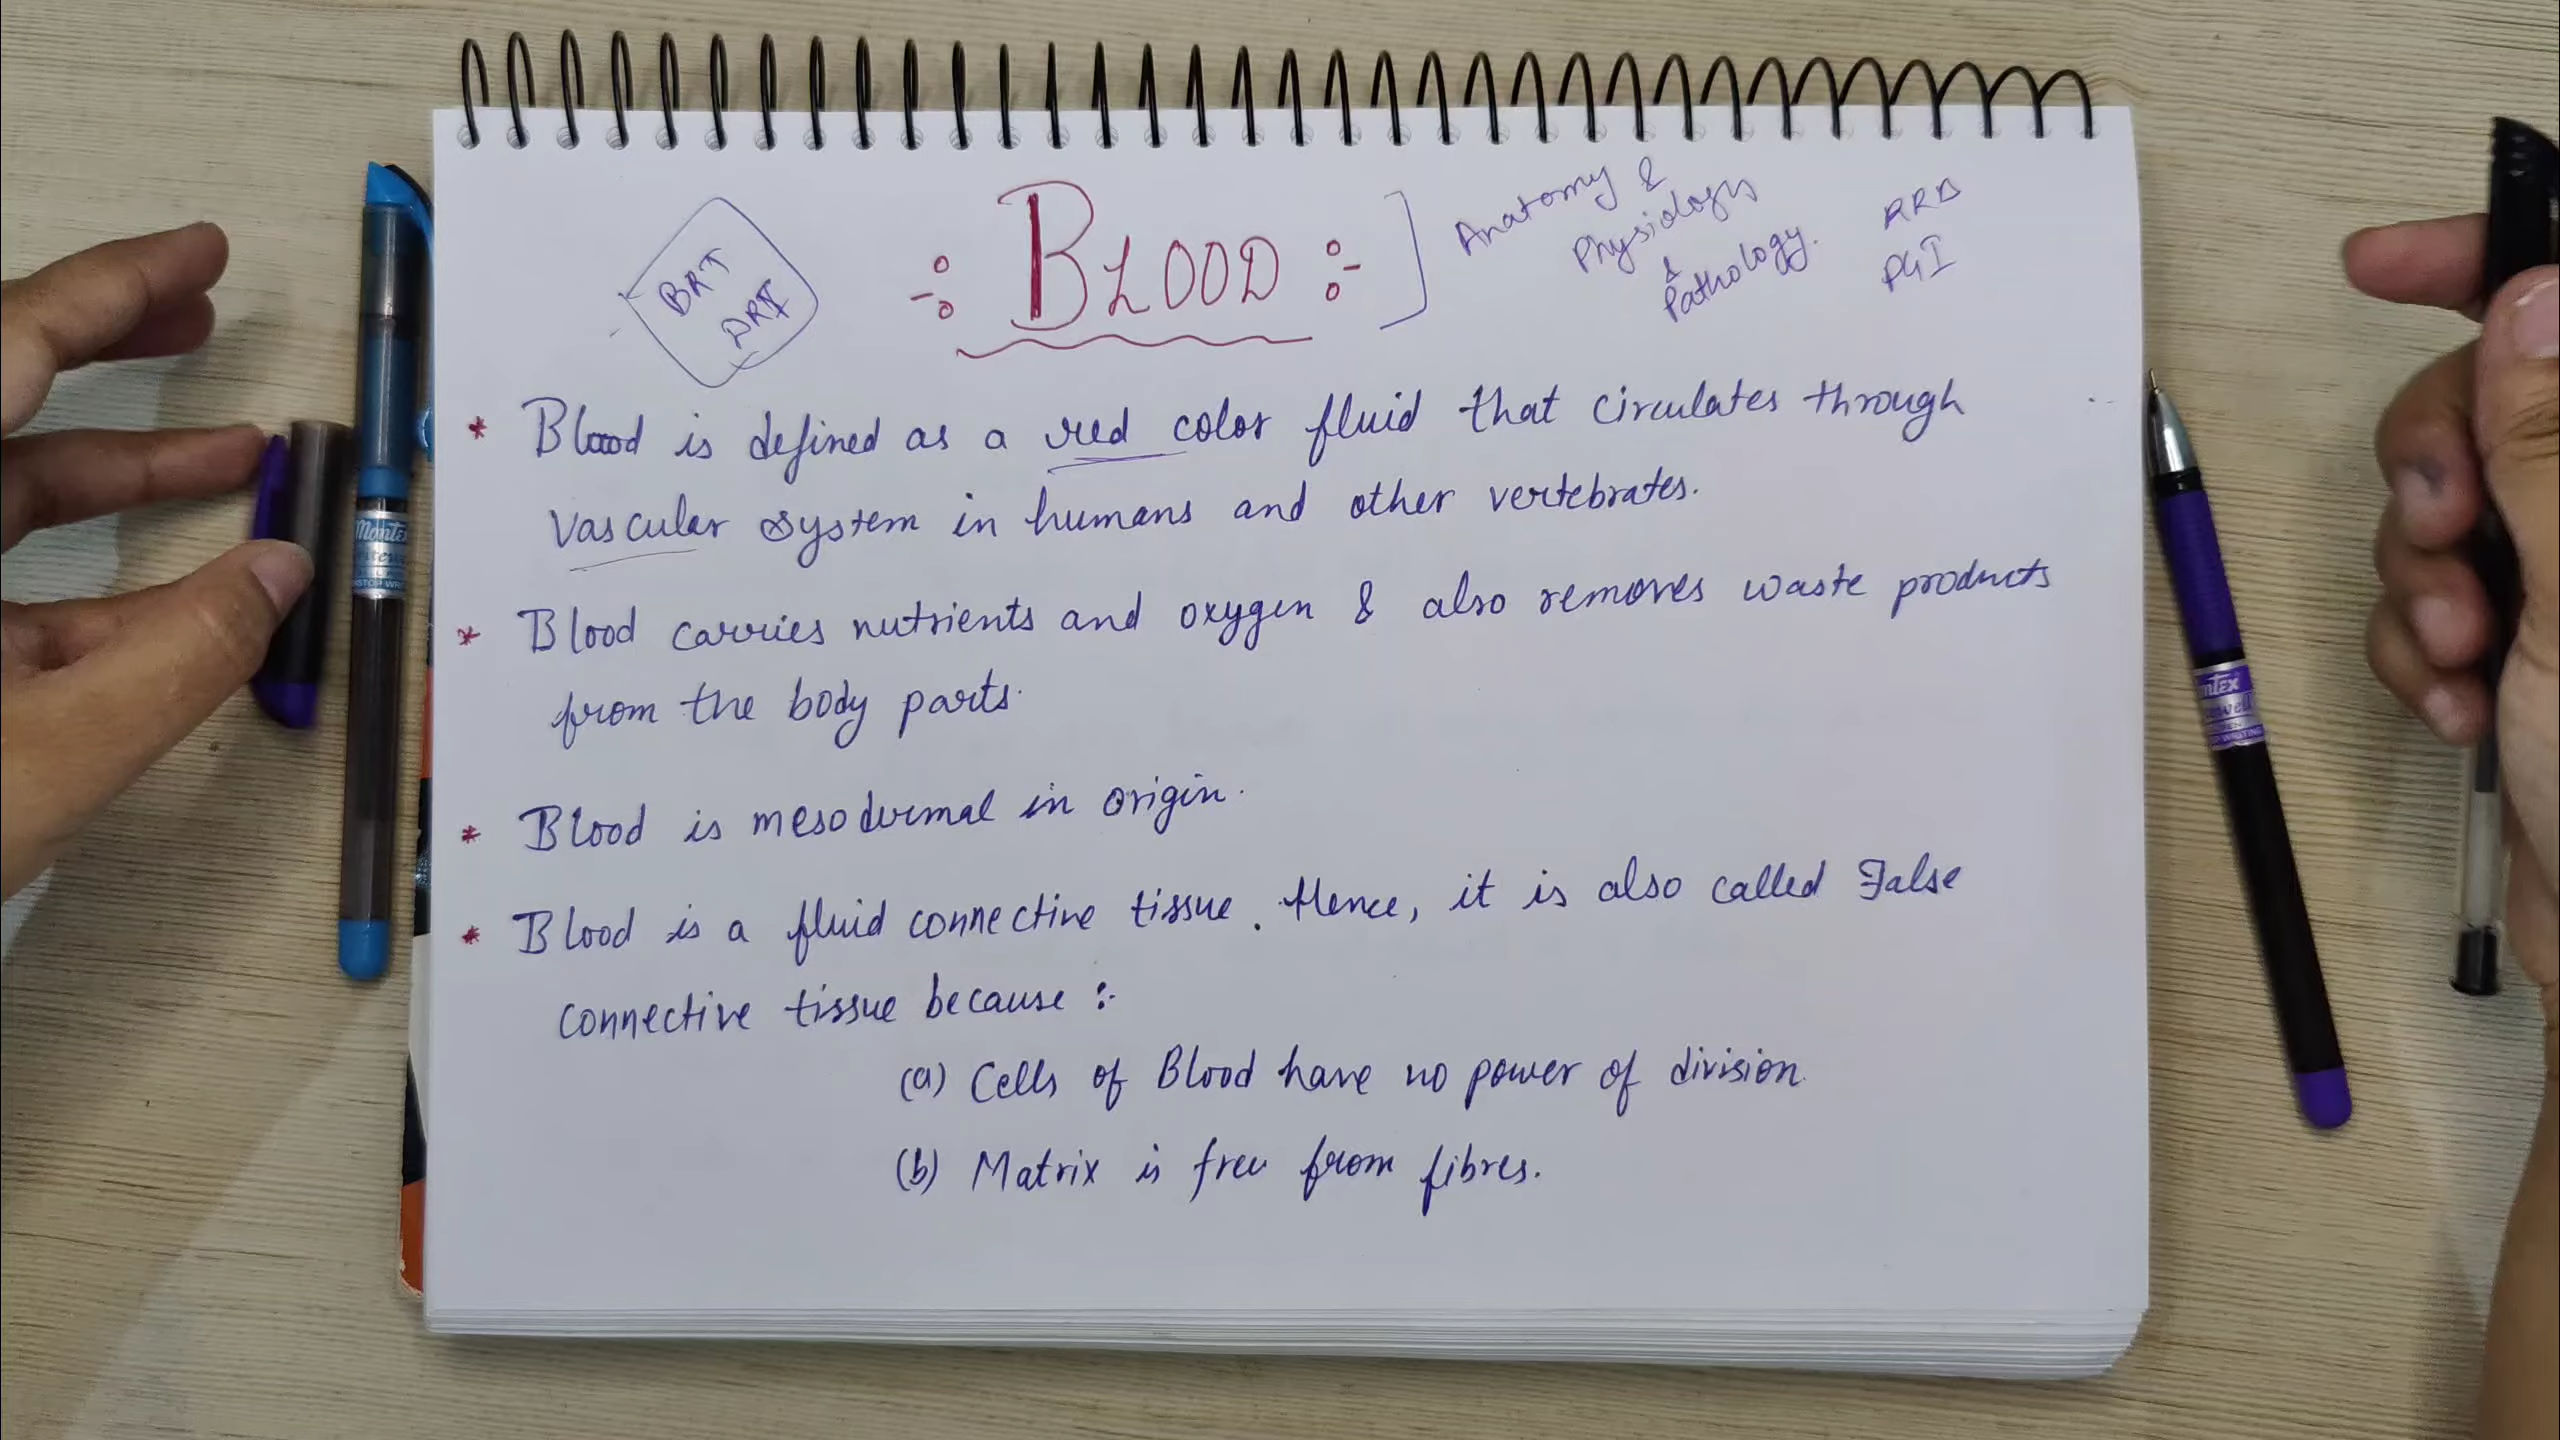 -: BLOOD :-
BRIT
DRIT
Anatomy &
Physiology
&
Pathology.
RRB
PGI
* Blood is defined as a red color fluid that circulates through
vascular system in humans and other vertebrates.
* Blood carries nutrients and oxygen & also removes waste products
from the body parts.
* Blood is mesodermal in origin.
* Blood is a fluid connective tissue. Hence, it is also called False
connective tissue because :-
(a) Cells of Blood have no power of division.
(b) Matrix is free from fibres.
Montex